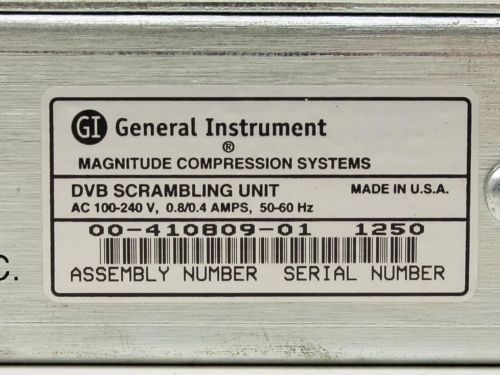 GI General Instrument
®
MAGNITUDE COMPRESSION SYSTEMS
DVB SCRAMBLING UNIT MADE IN U.S.A.
AC 100-240 V, 0.8/0.4 AMPS, 50-60 Hz
00-410809-01 1250
ASSEMBLY NUMBER SERIAL NUMBER
C.